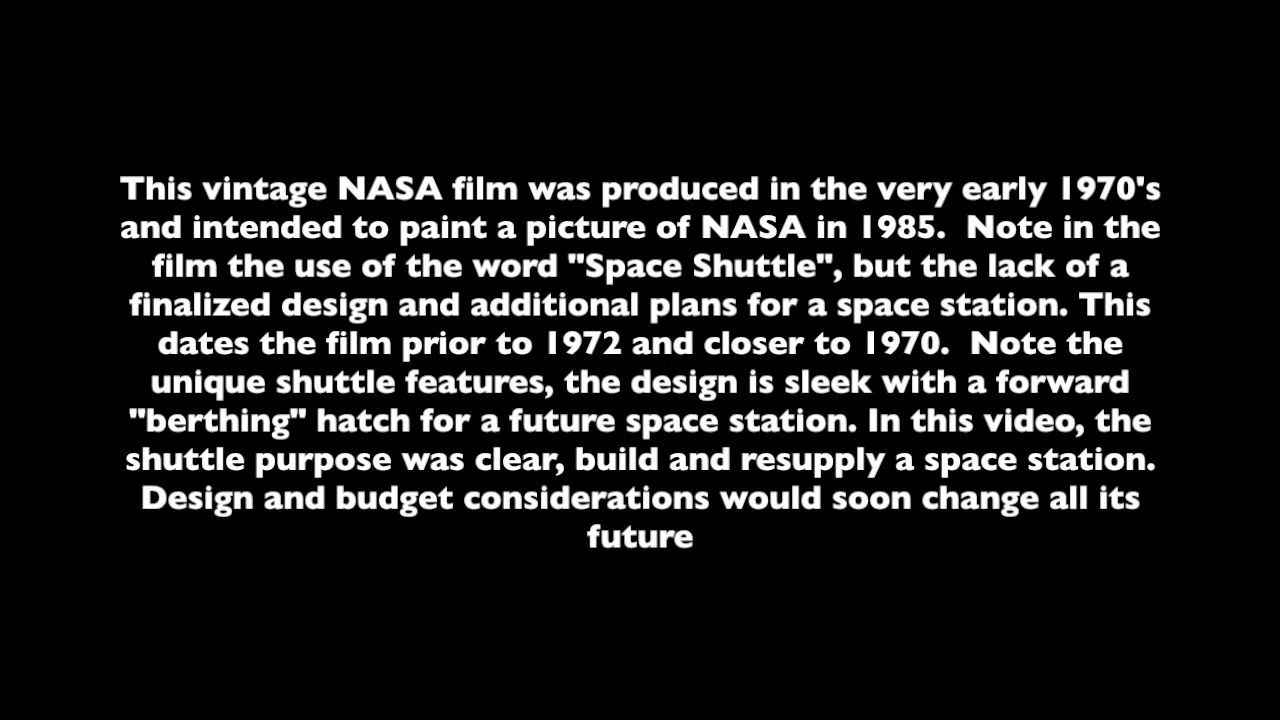 This vintage NASA film was produced in the very early 1970's
and intended to paint a picture of NASA in 1985.  Note in the
film the use of the word "Space Shuttle", but the lack of a
finalized design and additional plans for a space station. This
dates the film prior to 1972 and closer to 1970.  Note the
unique shuttle features, the design is sleek with a forward
"berthing" hatch for a future space station. In this video, the
shuttle purpose was clear, build and resupply a space station.
Design and budget considerations would soon change all its
future